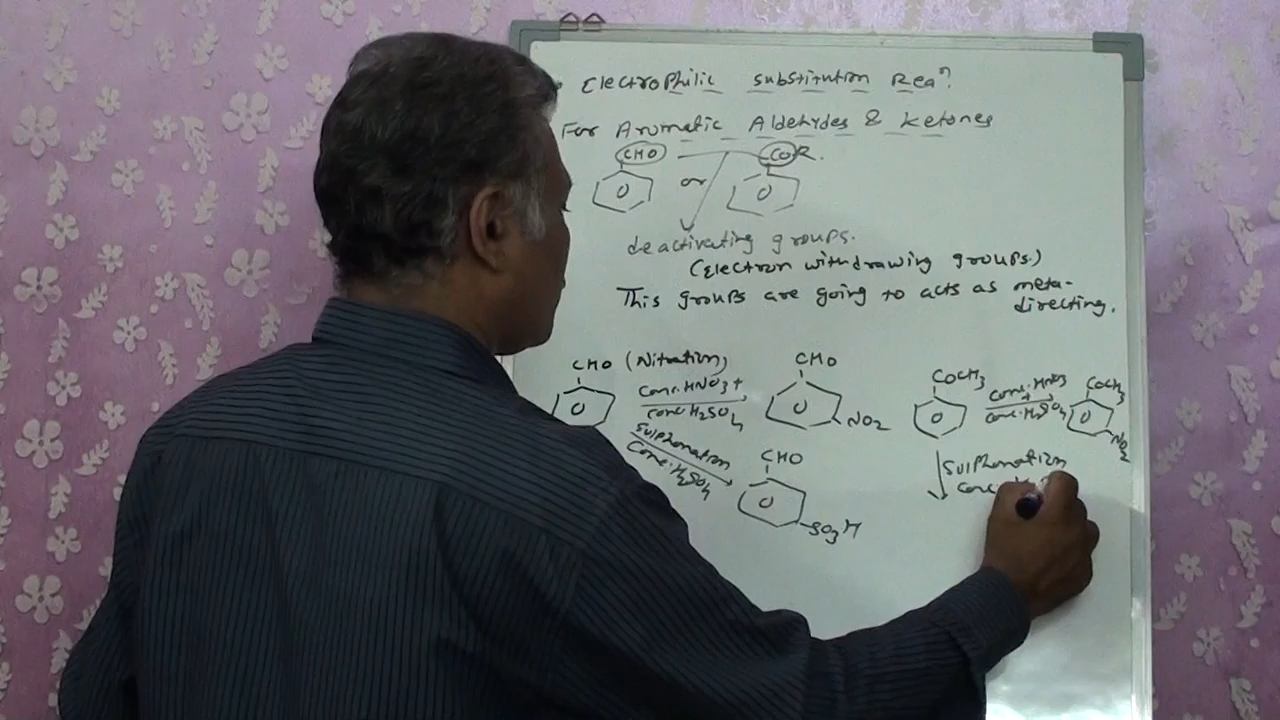 Electrophilic substitution Rea?
For Aromatic Aldehydes & Ketones
CHO
COR.
or
deactivating groups.
(Electron withdrawing groups.)
This groups are going to acts as meta-
directing.
CHO (Nitration)
Conc.HNO3 +
Conc.H2SO4
CHO
NO2
COCH3
Conc.HNO3
+
Conc.H2SO4
COCH3
NO2
Sulphonation
Conc.H2SO4
CHO
SO3H
Sulphonation
Conc.